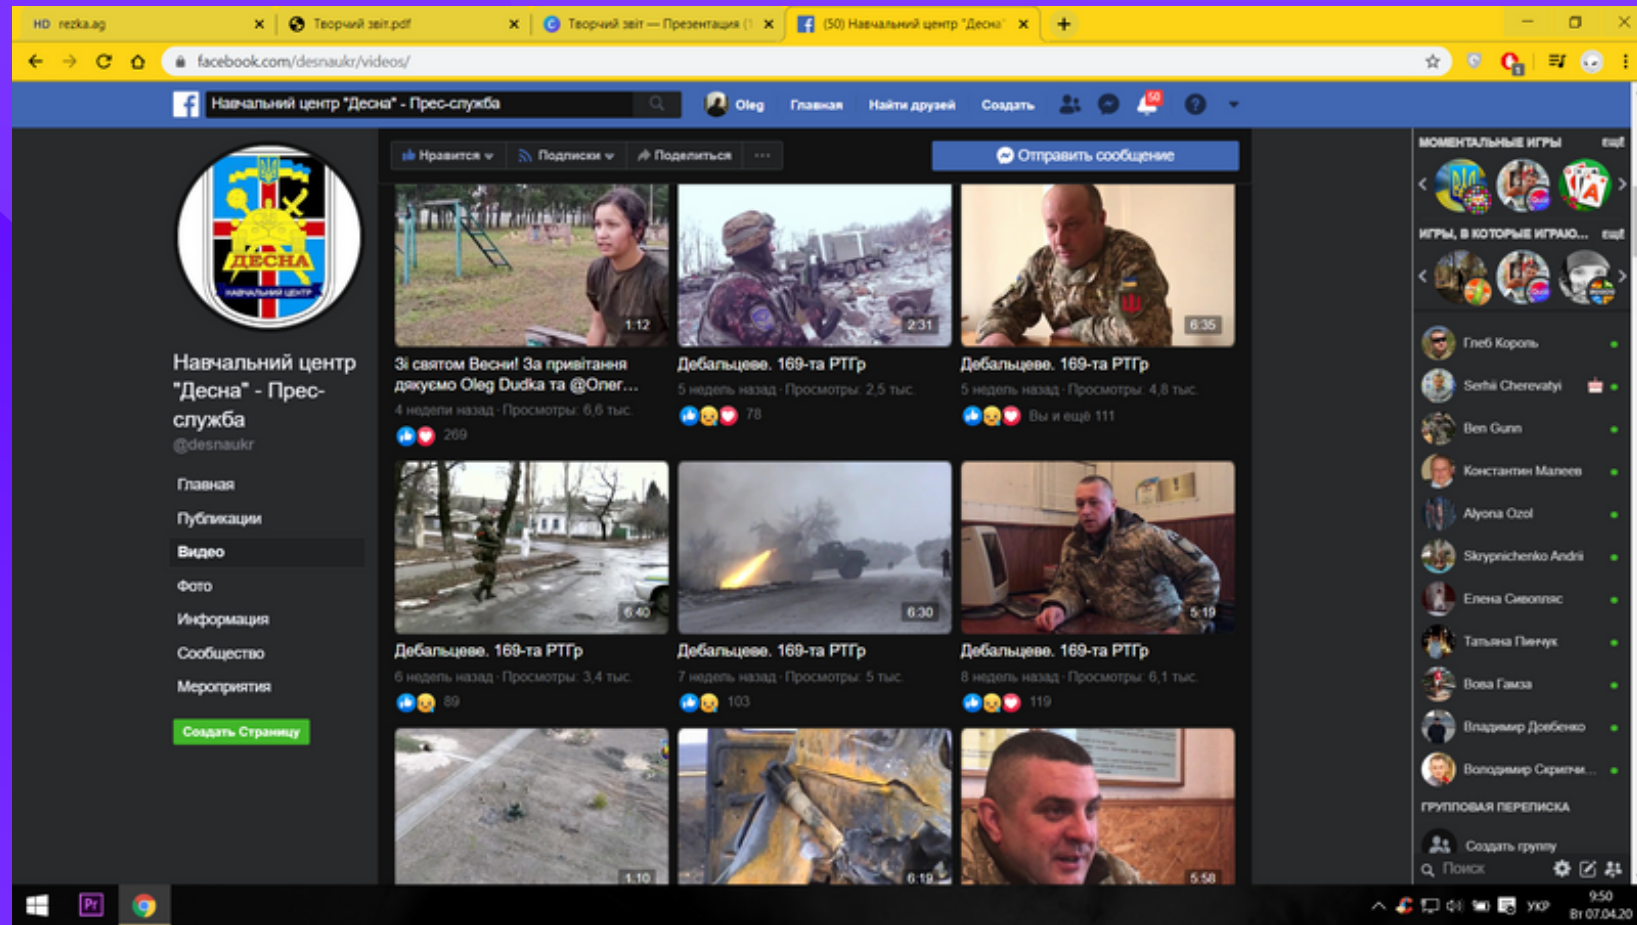 rezka.ag
Творчий звіт.pdf
Творчий звіт — Презентация (1
(50) Навчальний центр "Десна"
facebook.com/desnaukr/videos/
Навчальний центр "Десна" - Прес-служба
Oleg
Главная
Найти друзей
Создать
50
ДЕСНА
НАВЧАЛЬНИЙ ЦЕНТР
Навчальний центр
"Десна" - Прес-
служба
@desnaukr
Главная
Публикации
Видео
Фото
Информация
Сообщество
Мероприятия
Создать Страницу
Нравится
Подписки
Поделиться
Отправить сообщение
1:12
2:31
6:35
Зі святом Весни! За привітання
дякуємо Oleg Dudka та @Олег...
4 недели назад · Просмотры: 6,6 тыс.
269
Дебальцеве. 169-та РТГр
5 недель назад · Просмотры: 2,5 тыс.
78
Дебальцеве. 169-та РТГр
5 недель назад · Просмотры: 4,8 тыс.
Вы и ещё 111
6:40
6:30
5:19
Дебальцеве. 169-та РТГр
6 недель назад · Просмотры: 3,4 тыс.
89
Дебальцеве. 169-та РТГр
7 недель назад · Просмотры: 5 тыс.
103
Дебальцеве. 169-та РТГр
8 недель назад · Просмотры: 6,1 тыс.
119
1:10
6:19
5:58
МОМЕНТАЛЬНЫЕ ИГРЫ
ЕЩЁ
ИГРЫ, В КОТОРЫЕ ИГРАЮ...
ЕЩЁ
Глеб Король
Serhii Cherevatyi
Ben Gunn
Константин Малеев
Alyona Ozol
Skrypnichenko Andrii
Елена Сивопляс
Татьяна Пинчук
Вова Гамза
Владимир Довбенко
Володимир Скрипчи...
ГРУППОВАЯ ПЕРЕПИСКА
Создать группу
Поиск
Pr
УКР
9:50
Вт 07.04.20